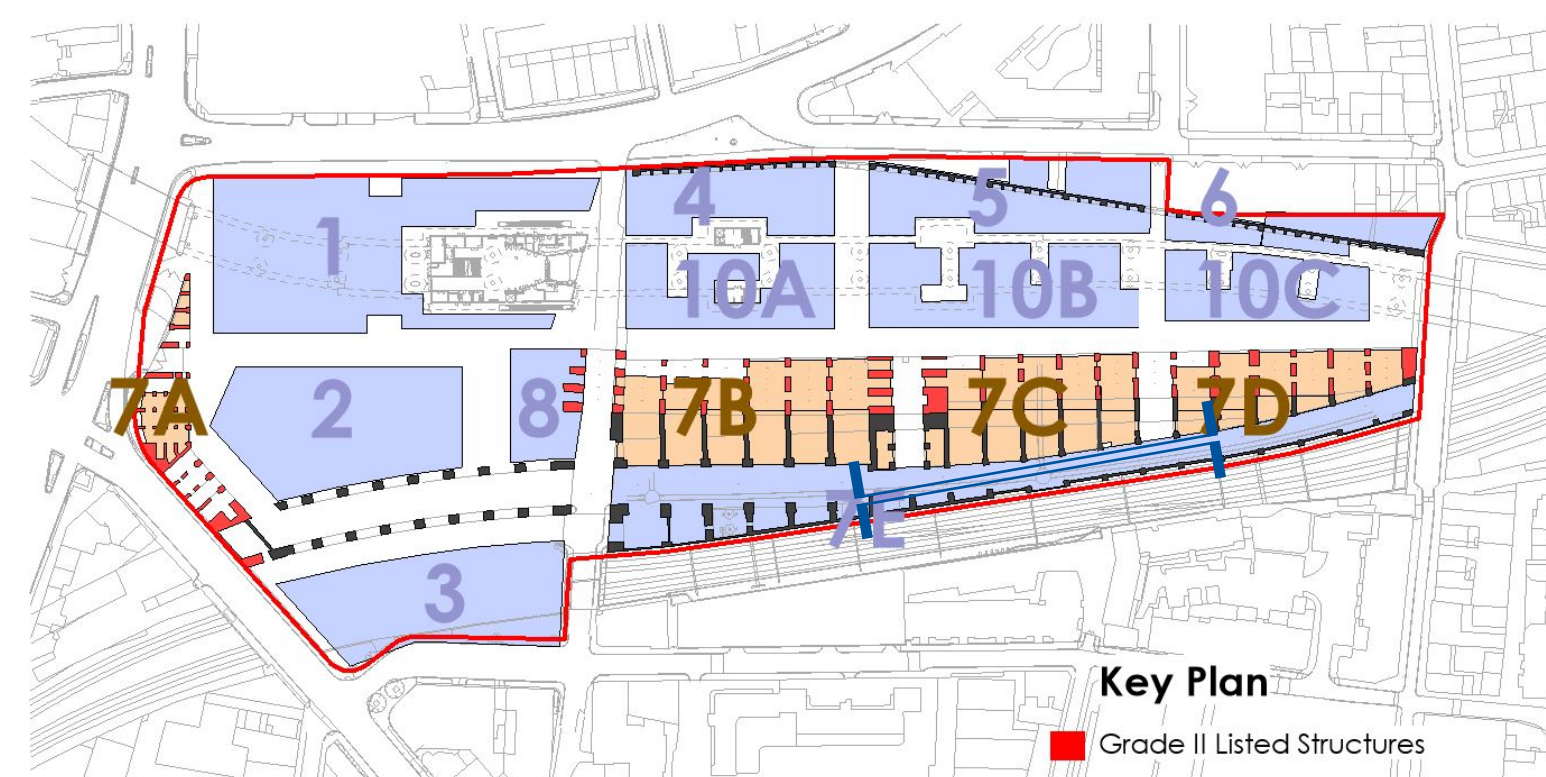 4
5
6
1
10A
10B
10C
7A
2
8
7B
7C
7D
7E
3
Key Plan
Grade II Listed Structures